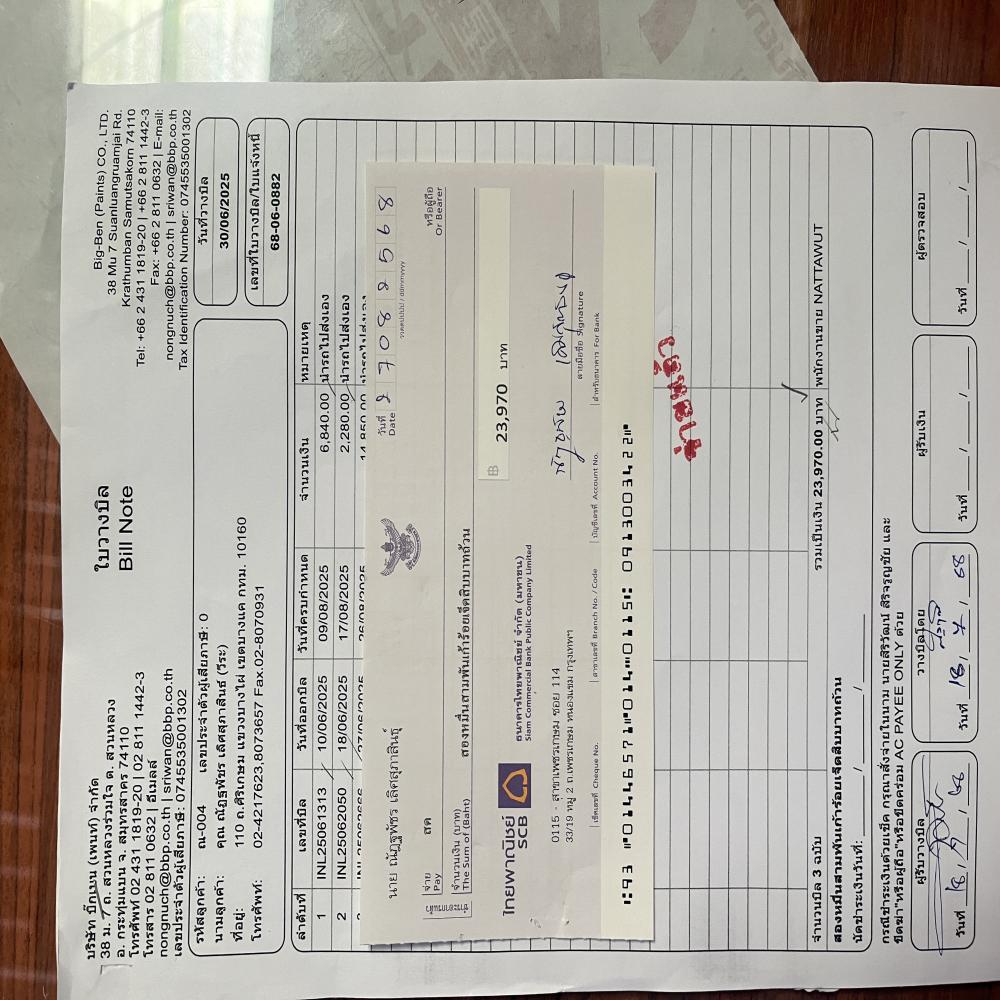 บริษัท บิ๊กเบน (เพนท์) จำกัด
38 ม. 7 ถ. สวนหลวงร่วมใจ ต. สวนหลวง
อ. กระทุ่มแบน จ. สมุทรสาคร 74110
โทรศัพท์ 02 431 1819-20 | 02 811 1442-3
โทรสาร 02 811 0632 | อีเมลล์
nongnuch@bbp.co.th | sriwan@bbp.co.th
เลขประจำตัวผู้เสียภาษี: 0745535001302
ใบวางบิล
Bill Note
Big-Ben (Paints) CO., LTD.
38 Mu 7 Suanluangruamjai Rd.
Krathumban Samutsakorn 74110
Tel: +66 2 431 1819-20 | +66 2 811 1442-3
Fax: +66 2 811 0632 | E-mail:
nongnuch@bbp.co.th | sriwan@bbp.co.th
Tax Identification Number: 0745535001302
รหัสลูกค้า: ณ-004 เลขประจำตัวผู้เสียภาษี: 0
นามลูกค้า: คุณ ณัฏฐพัชร เลิศสุภาสินธ์ (วีระ)
ที่อยู่: 110 ถ.ศิริเกษม แขวงบางไผ่ เขตบางแค กทม. 10160
โทรศัพท์: 02-4217623,8073657 Fax.02-8070931
วันที่วางบิล
30/06/2025
เลขที่ใบวางบิล/ใบแจ้งหนี้
68-06-0882
ลำดับที่ เลขที่บิล วันที่ออกบิล วันที่ครบกำหนด จำนวนเงิน หมายเหตุ
1 INL25061313 10/06/2025 09/08/2025 6,840.00 นำรถไปส่งเอง
2 INL25062050 18/06/2025 17/08/2025 2,280.00 นำรถไปส่งเอง
27/06/2025 26/08/2025 14,850.00 นำรถไปส่งเอง
วันที่
Date
2 7 0 8 2 5 6 8
ววดดปปปป / ddmmyyyy
นาย ณัฏฐพัชร เลิศสุภาสินธุ์
จ่าย
Pay
สด
หรือผู้ถือ
Or Bearer
จำนวนเงิน (บาท)
The Sum of (Baht)
สองหมื่นสามพันเก้าร้อยเจ็ดสิบบาทถ้วน
฿ 23,970 บาท
ไทยพาณิชย์
SCB
ธนาคารไทยพาณิชย์ จำกัด (มหาชน)
Siam Commercial Bank Public Company Limited
0115 - สาขาเพชรเกษม ซอย 114
33/19 หมู่ 2 ถ.เพชรเกษม หนองแขม กรุงเทพฯ
ลายมือชื่อ Signature
เช็คเลขที่ Cheque No. สาขาเลขที่ Branch No. / Code บัญชีเลขที่ Account No. สำหรับธนาคาร For Bank
จำนวนบิล 3 ฉบับ รวมเป็นเงิน 23,970.00 บาท พนักงานขาย NATTAWUT
สองหมื่นสามพันเก้าร้อยเจ็ดสิบบาทถ้วน
นัดชำระเงินวันที่: / /
กรณีชำระเงินด้วยเช็ค กรุณาสั่งจ่ายในนาม นายสิริวัฒน์ สิริจรูญชัย และ
ขีดฆ่า"หรือผู้ถือ"หรือขีดคร่อม AC PAYEE ONLY ด้วย
ผู้รับวางบิล
วันที่ 18 / 7 / 68
วางบิลโดย
วันที่ 18 / 7 / 68
ผู้รับเงิน
วันที่ / /
ผู้ตรวจสอบ
วันที่ / /